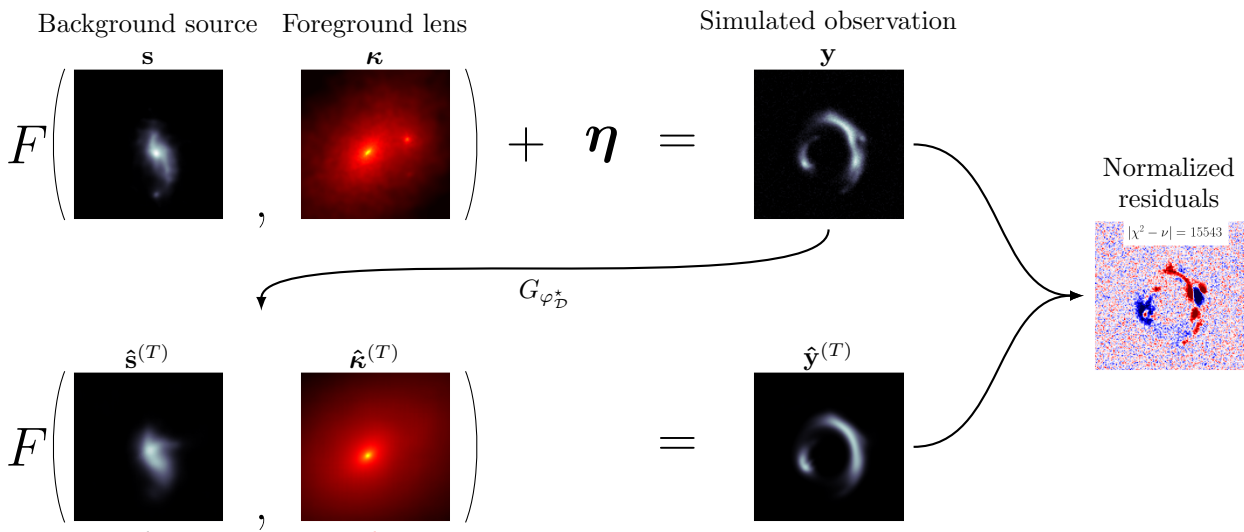 Background source Foreground lens Simulated observation
s κ y
F( , ) + η =
Normalized
residuals
|χ² − ν| = 15543
G_{φ^⋆_𝒟}
ŝ^{(T)} κ̂^{(T)} ŷ^{(T)}
F( , ) =